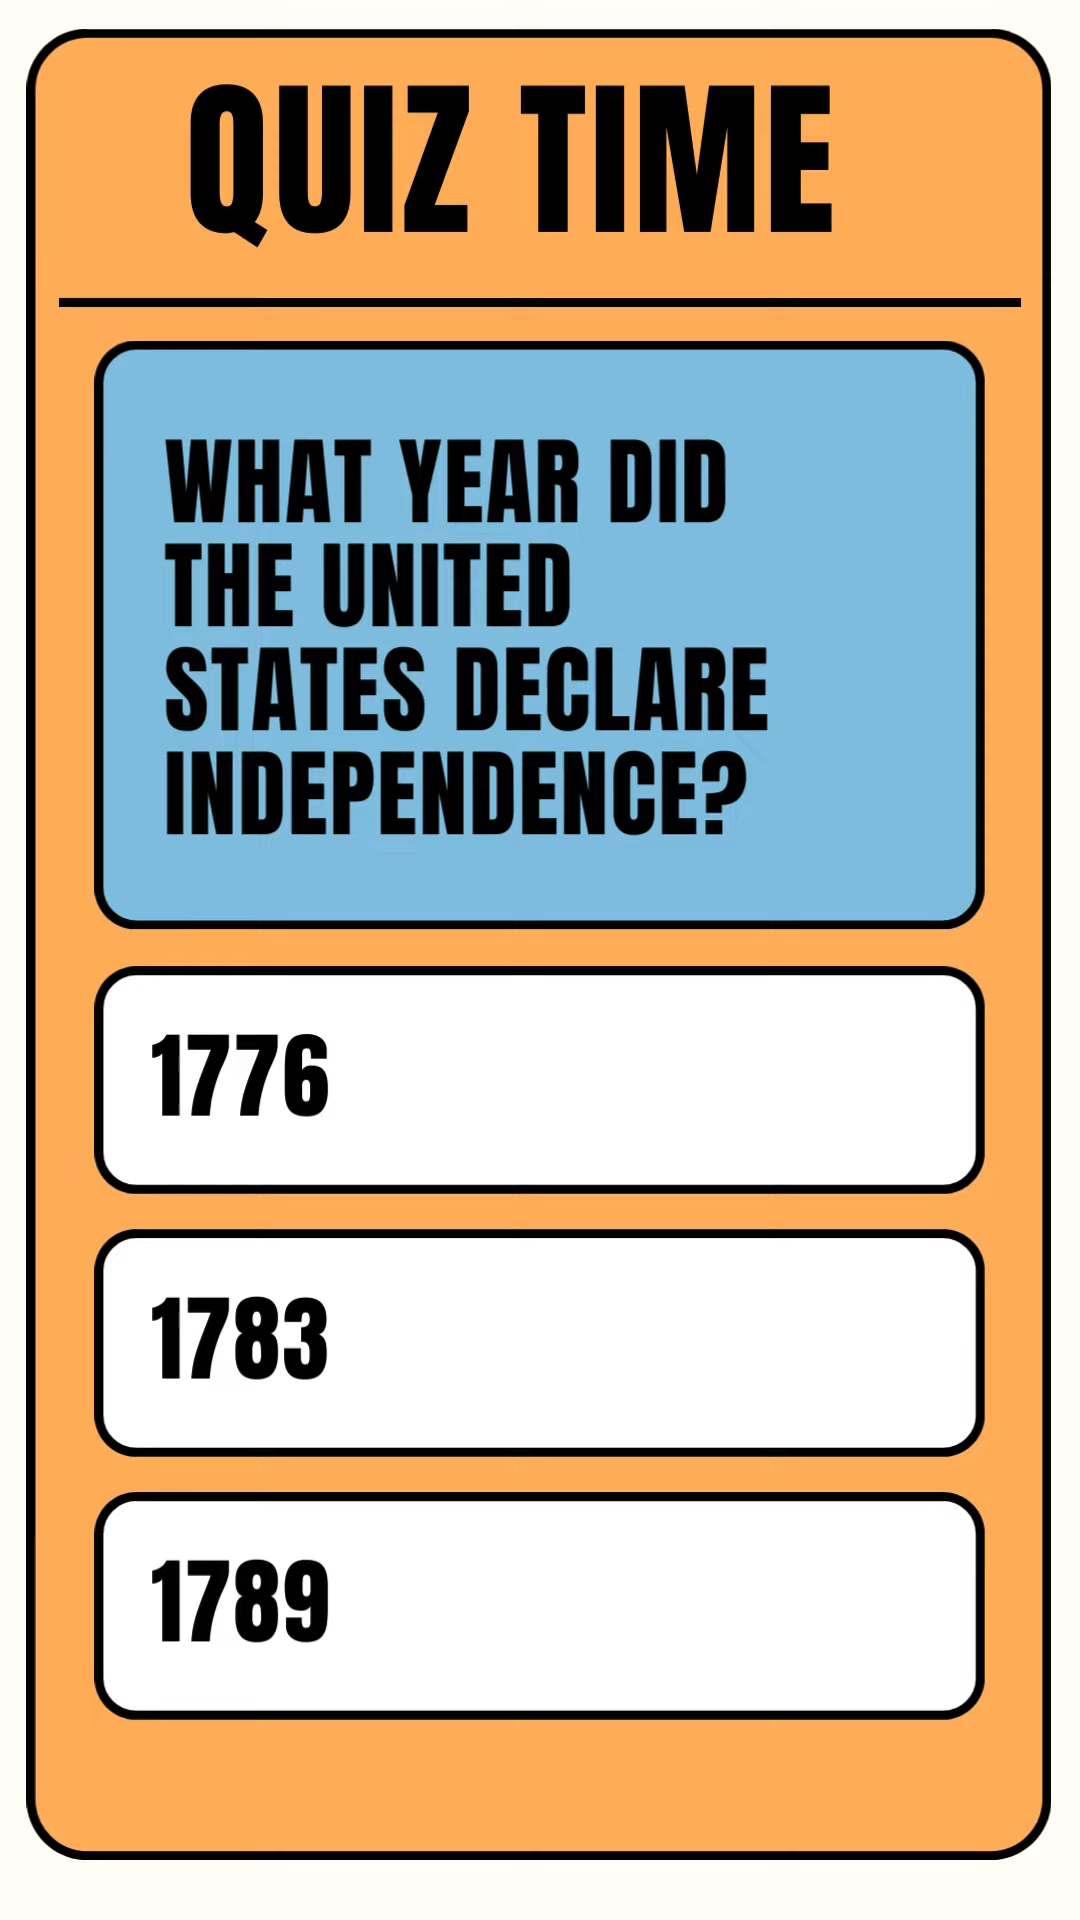 QUIZ TIME
WHAT YEAR DID
THE UNITED
STATES DECLARE
INDEPENDENCE?
1776
1783
1789